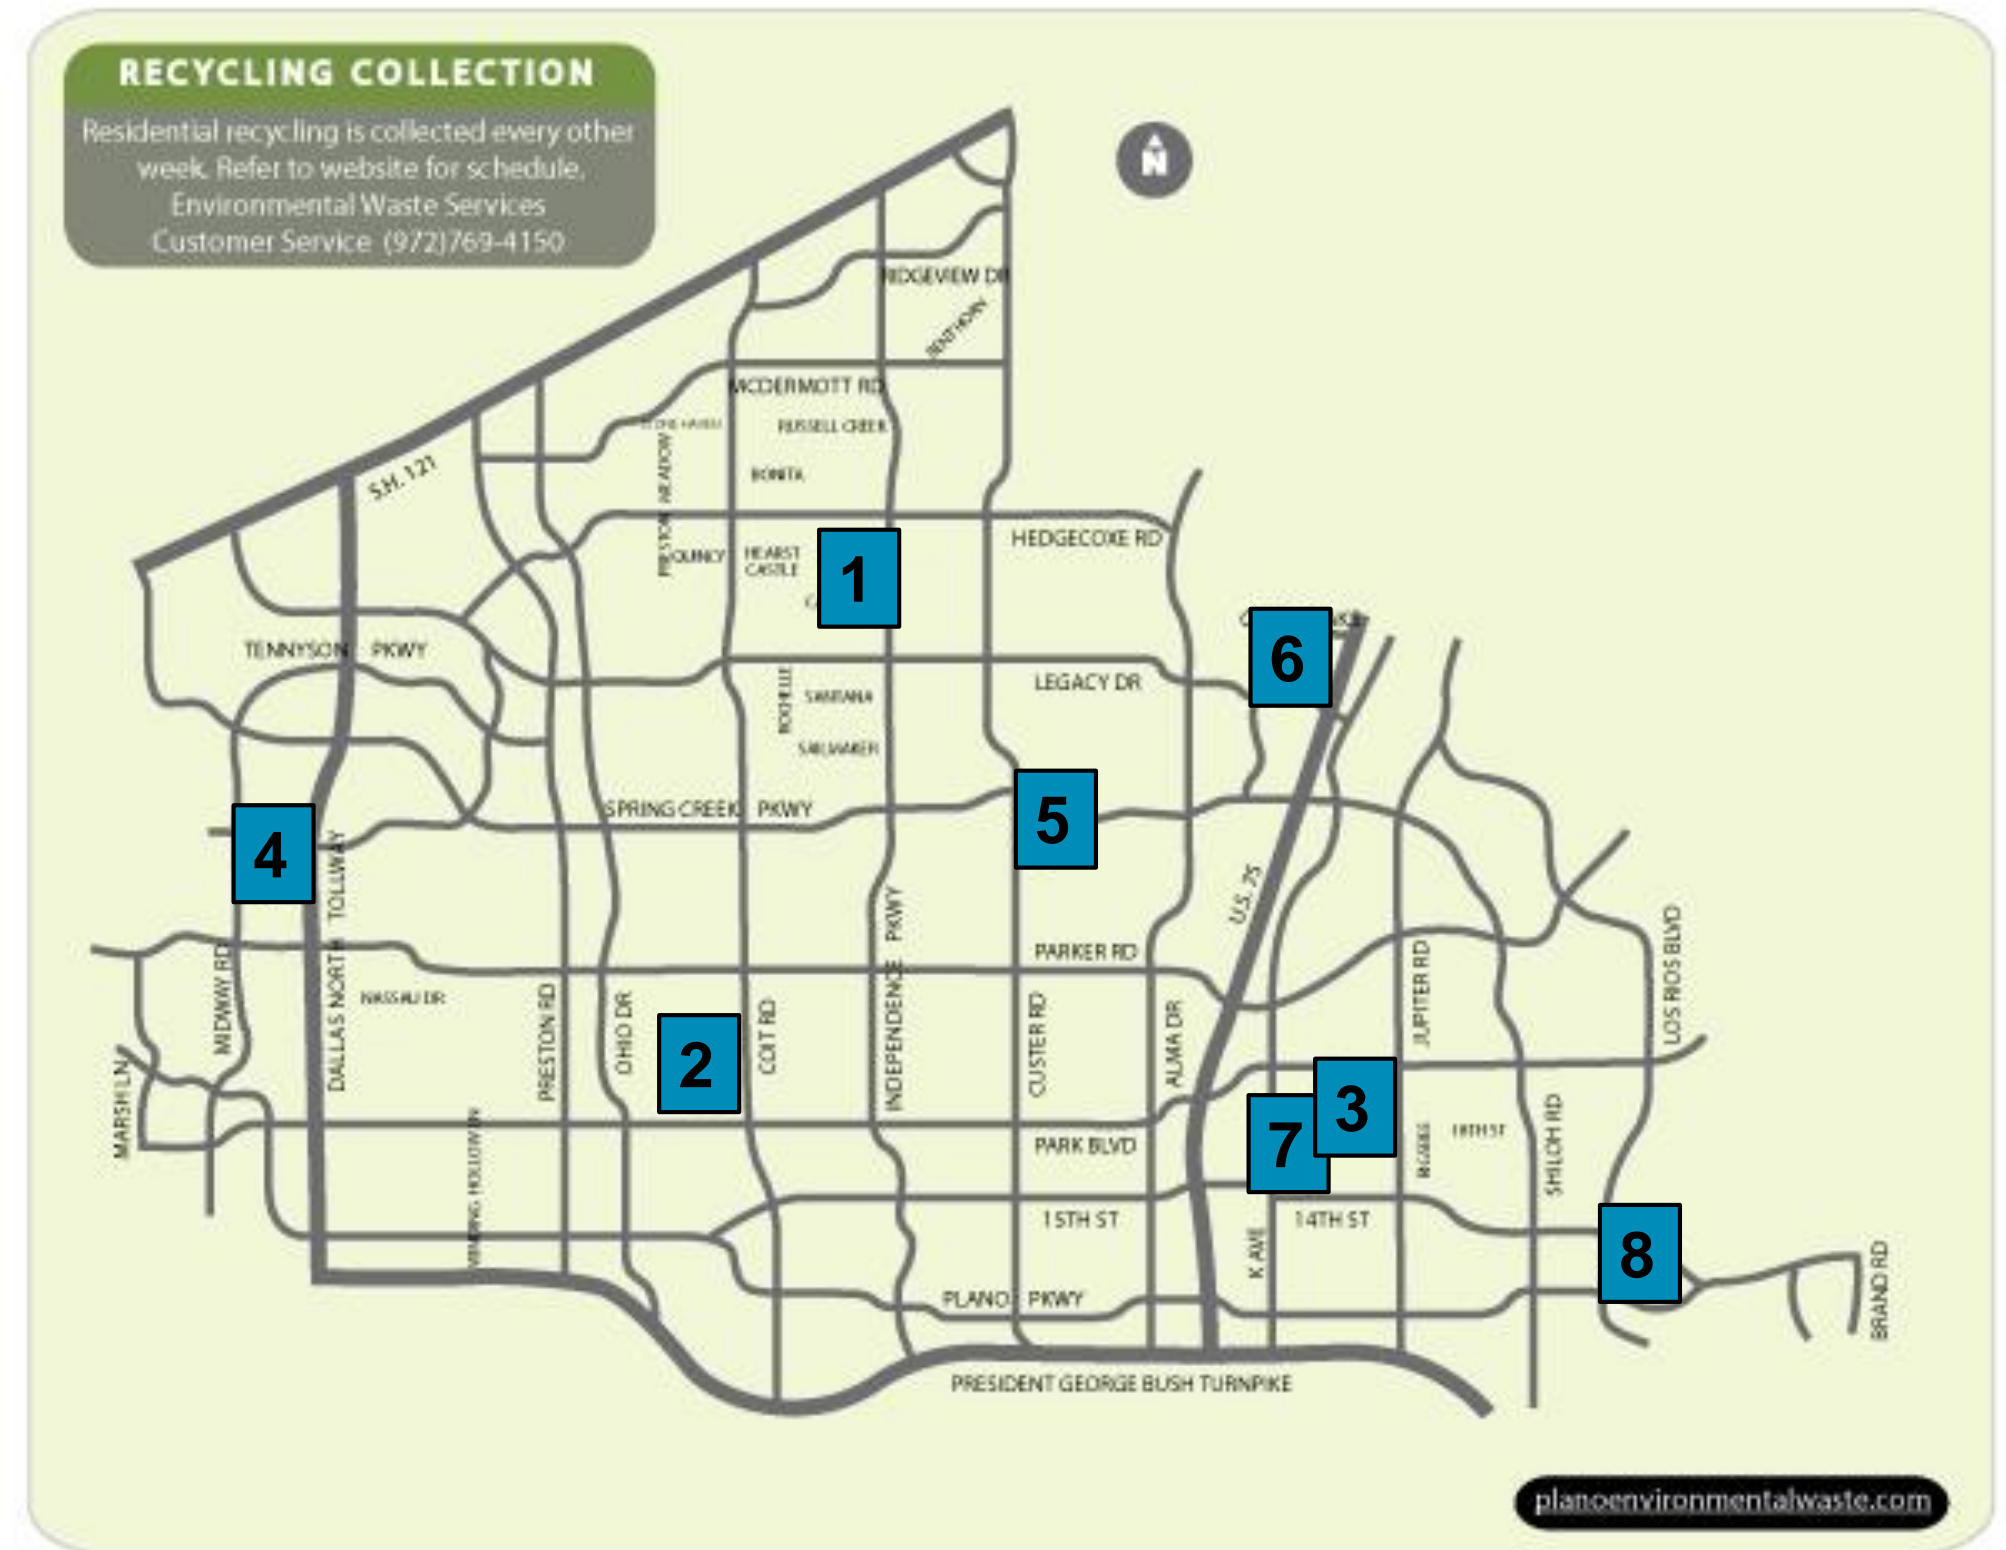 RECYCLING COLLECTION
Residential recycling is collected every other
week. Refer to website for schedule.
Environmental Waste Services
Customer Service (972)769-4150
N
RIDGEVIEW DR
MCDERMOTT RD
RUSSELL CREEK
S.H. 121
PRESTON MEADOW
BONITA
HEDGECOXE RD
QUINCY
HEARST
CASTLE
1
6
TENNYSON PKWY
LEGACY DR
ROCHELLE
SANTANA
SAILMAKER
SPRING CREEK PKWY
5
4
U.S. 75
PARKER RD
MIDWAY RD
DALLAS NORTH TOLLWAY
NASSAU DR
PRESTON RD
OHIO DR
2
COIT RD
INDEPENDENCE PKWY
CUSTER RD
ALMA DR
JUPITER RD
LOS RIOS BLVD
MARSH LN
3
7
PARK BLVD
18TH ST
SHILOH RD
15TH ST
K AVE
14TH ST
8
BRAND RD
PLANO PKWY
PRESIDENT GEORGE BUSH TURNPIKE
planoenvironmentalwaste.com